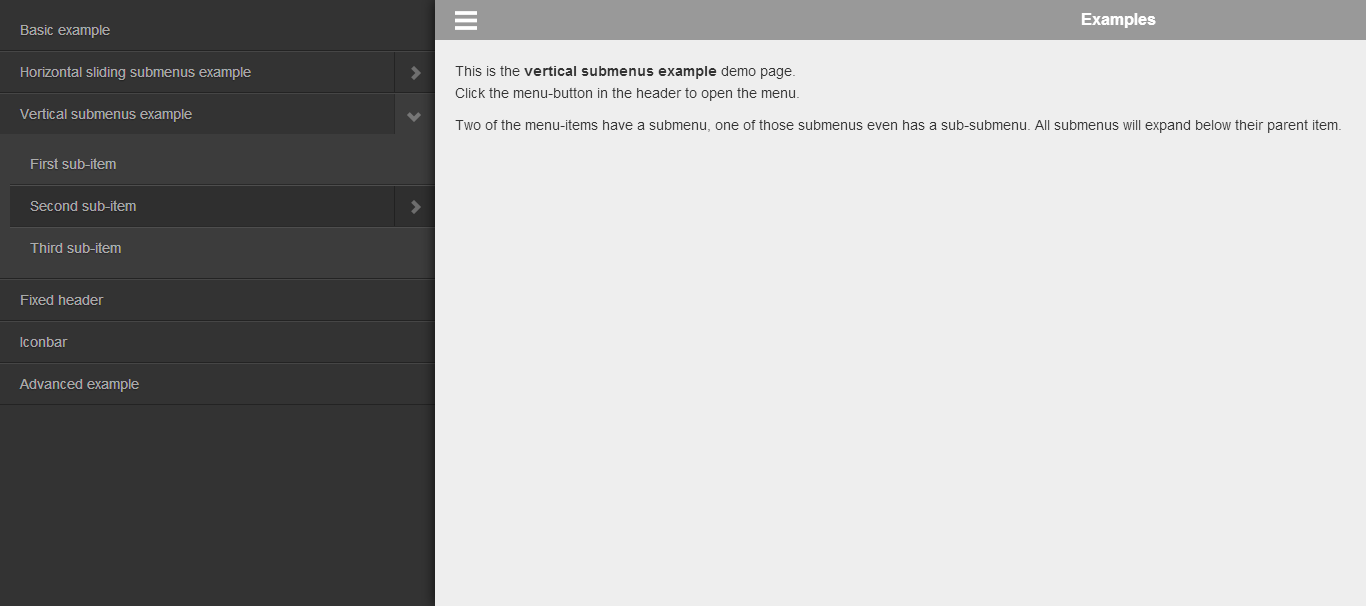 Basic example
Horizontal sliding submenus example
Vertical submenus example
First sub-item
Second sub-item
Third sub-item
Fixed header
Iconbar
Advanced example
Examples
This is the vertical submenus example demo page.
Click the menu-button in the header to open the menu.
Two of the menu-items have a submenu, one of those submenus even has a sub-submenu. All submenus will expand below their parent item.